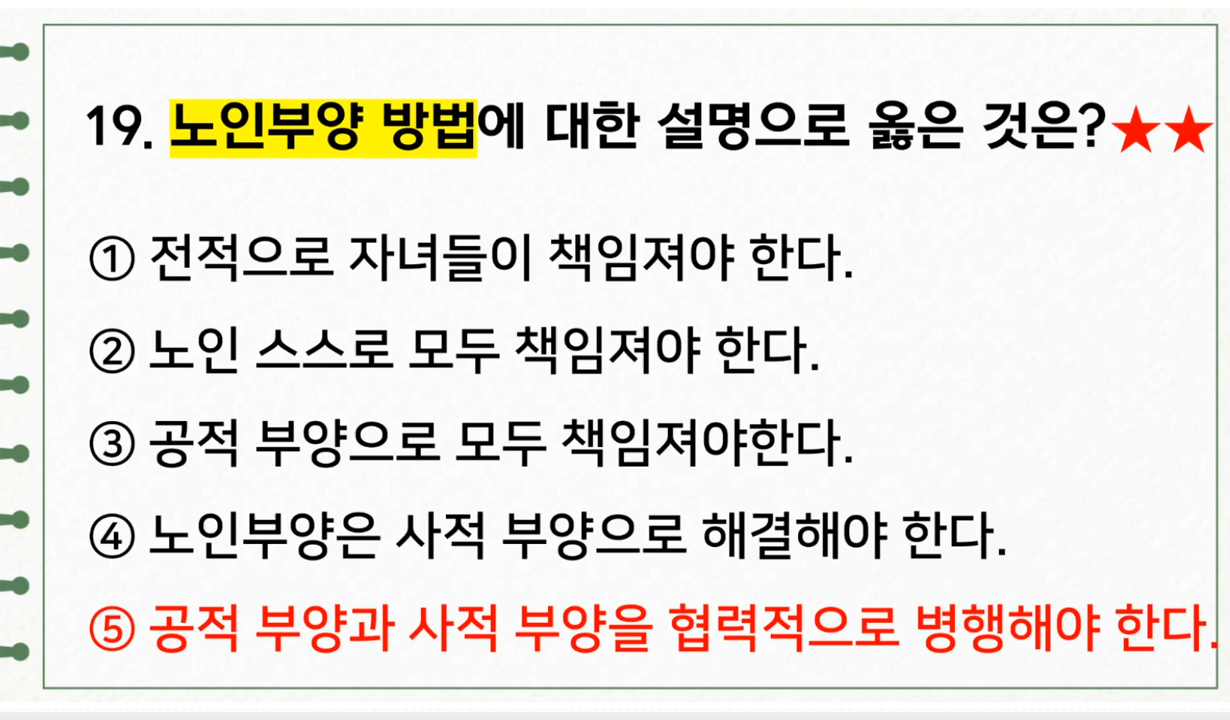 19. 노인부양 방법에 대한 설명으로 옳은 것은?★★
① 전적으로 자녀들이 책임져야 한다.
② 노인 스스로 모두 책임져야 한다.
③ 공적 부양으로 모두 책임져야한다.
④ 노인부양은 사적 부양으로 해결해야 한다.
⑤ 공적 부양과 사적 부양을 협력적으로 병행해야 한다.